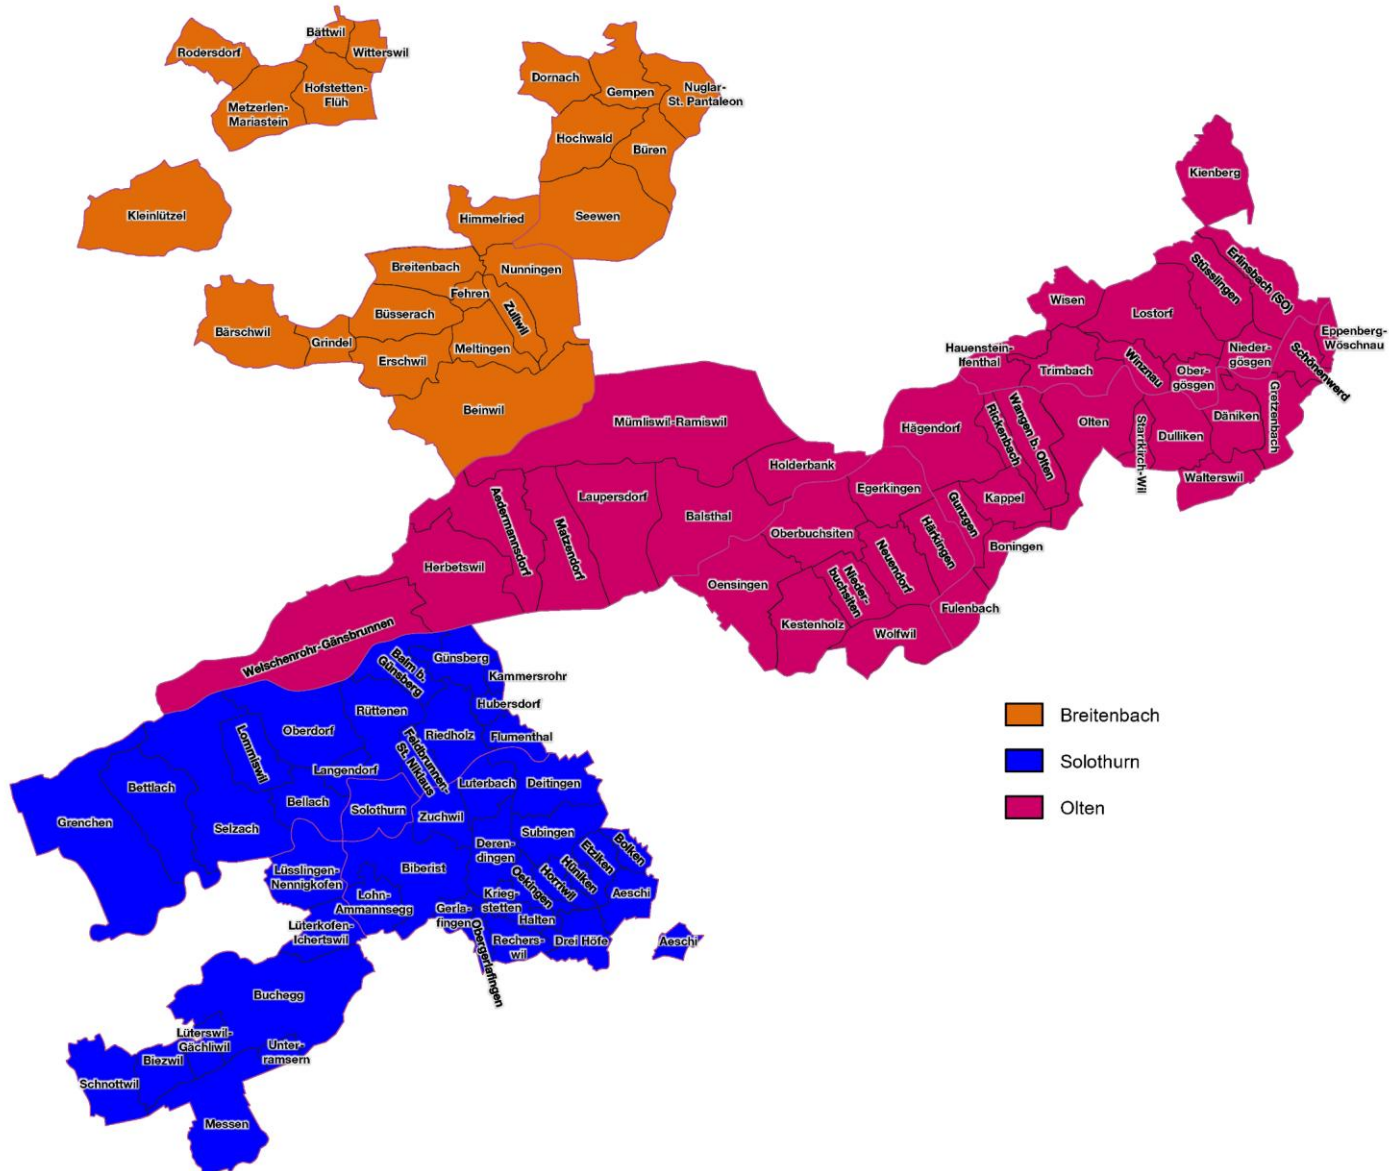 Bättwil
Rodersdorf
Witterswil
Hofstetten-
Flüh
Metzerlen-
Mariastein
Dornach
Gempen
Nuglar-
St. Pantaleon
Hochwald
Büren
Kienberg
Kleinlützel
Himmelried
Seewen
Breitenbach
Nunningen
Fehren
Zullwil
Büsserach
Bärschwil
Grindel
Erschwil
Meltingen
Beinwil
Erlinsbach (SO)
Stüsslingen
Wisen
Lostorf
Eppenberg-
Wöschnau
Hauenstein-
Ifenthal
Trimbach
Winznau
Ober-
gösgen
Nieder-
gösgen
Schönenwerd
Mümliswil-Ramiswil
Hägendorf
Rickenbach
Wangen b. Olten
Olten
Starrkirch-Wil
Dulliken
Däniken
Gretzenbach
Walterswil
Holderbank
Egerkingen
Gunzgen
Kappel
Aedermannsdorf
Matzendorf
Laupersdorf
Balsthal
Oberbuchsiten
Neuendorf
Härkingen
Boningen
Herbetswil
Oensingen
Nieder-
buchsiten
Kestenholz
Wolfwil
Fulenbach
Welschenrohr-Gänsbrunnen
Balm b.
Günsberg
Günsberg
Kammersrohr
Rüttenen
Hubersdorf
Oberdorf
Riedholz
Flumenthal
Lommiswil
Feldbrunnen-
St. Niklaus
Langendorf
Bettlach
Bellach
Solothurn
Luterbach
Deitingen
Grenchen
Selzach
Zuchwil
Subingen
Deren-
dingen
Etziken
Bolken
Lüsslingen-
Nennigkofen
Biberist
Oekingen
Horriwil
Hüniken
Aeschi
Lohn-
Ammannsegg
Gerla-
fingen
Krieg-
stetten
Halten
Lüterkofen-
Ichertswil
Obergerlafingen
Rechers-
wil
Drei Höfe
Aeschi
Buchegg
Lüterswil-
Gächliwil
Unter-
ramsern
Biezwil
Schnottwil
Messen
Breitenbach
Solothurn
Olten